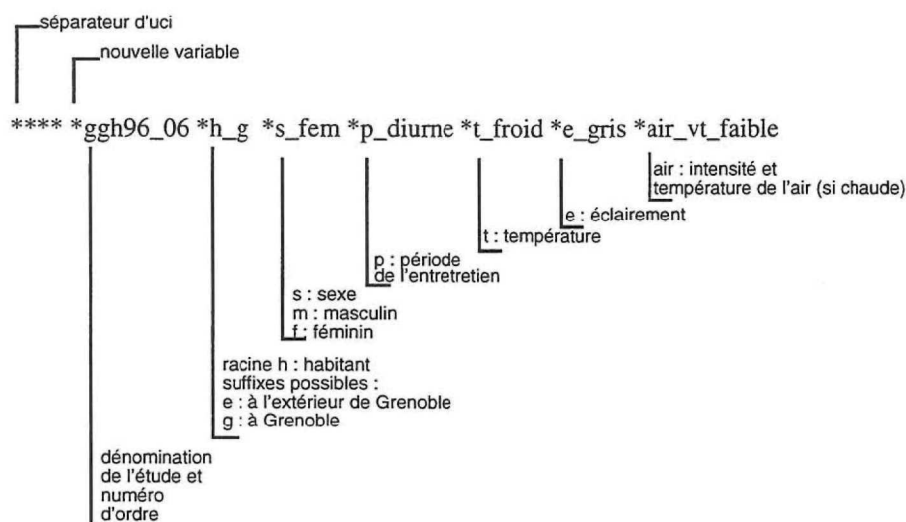 séparateur d'uci
nouvelle variable
**** *ggh96_06 *h_g *s_fem *p_diurne *t_froid *e_gris *air_vt_faible
air : intensité et
température de l'air (si chaude)
e : éclairement
t : température
p : période
de l'entretretien
s : sexe
m : masculin
f : féminin
racine h : habitant
suffixes possibles :
e : à l'extérieur de Grenoble
g : à Grenoble
dénomination
de l'étude et
numéro
d'ordre